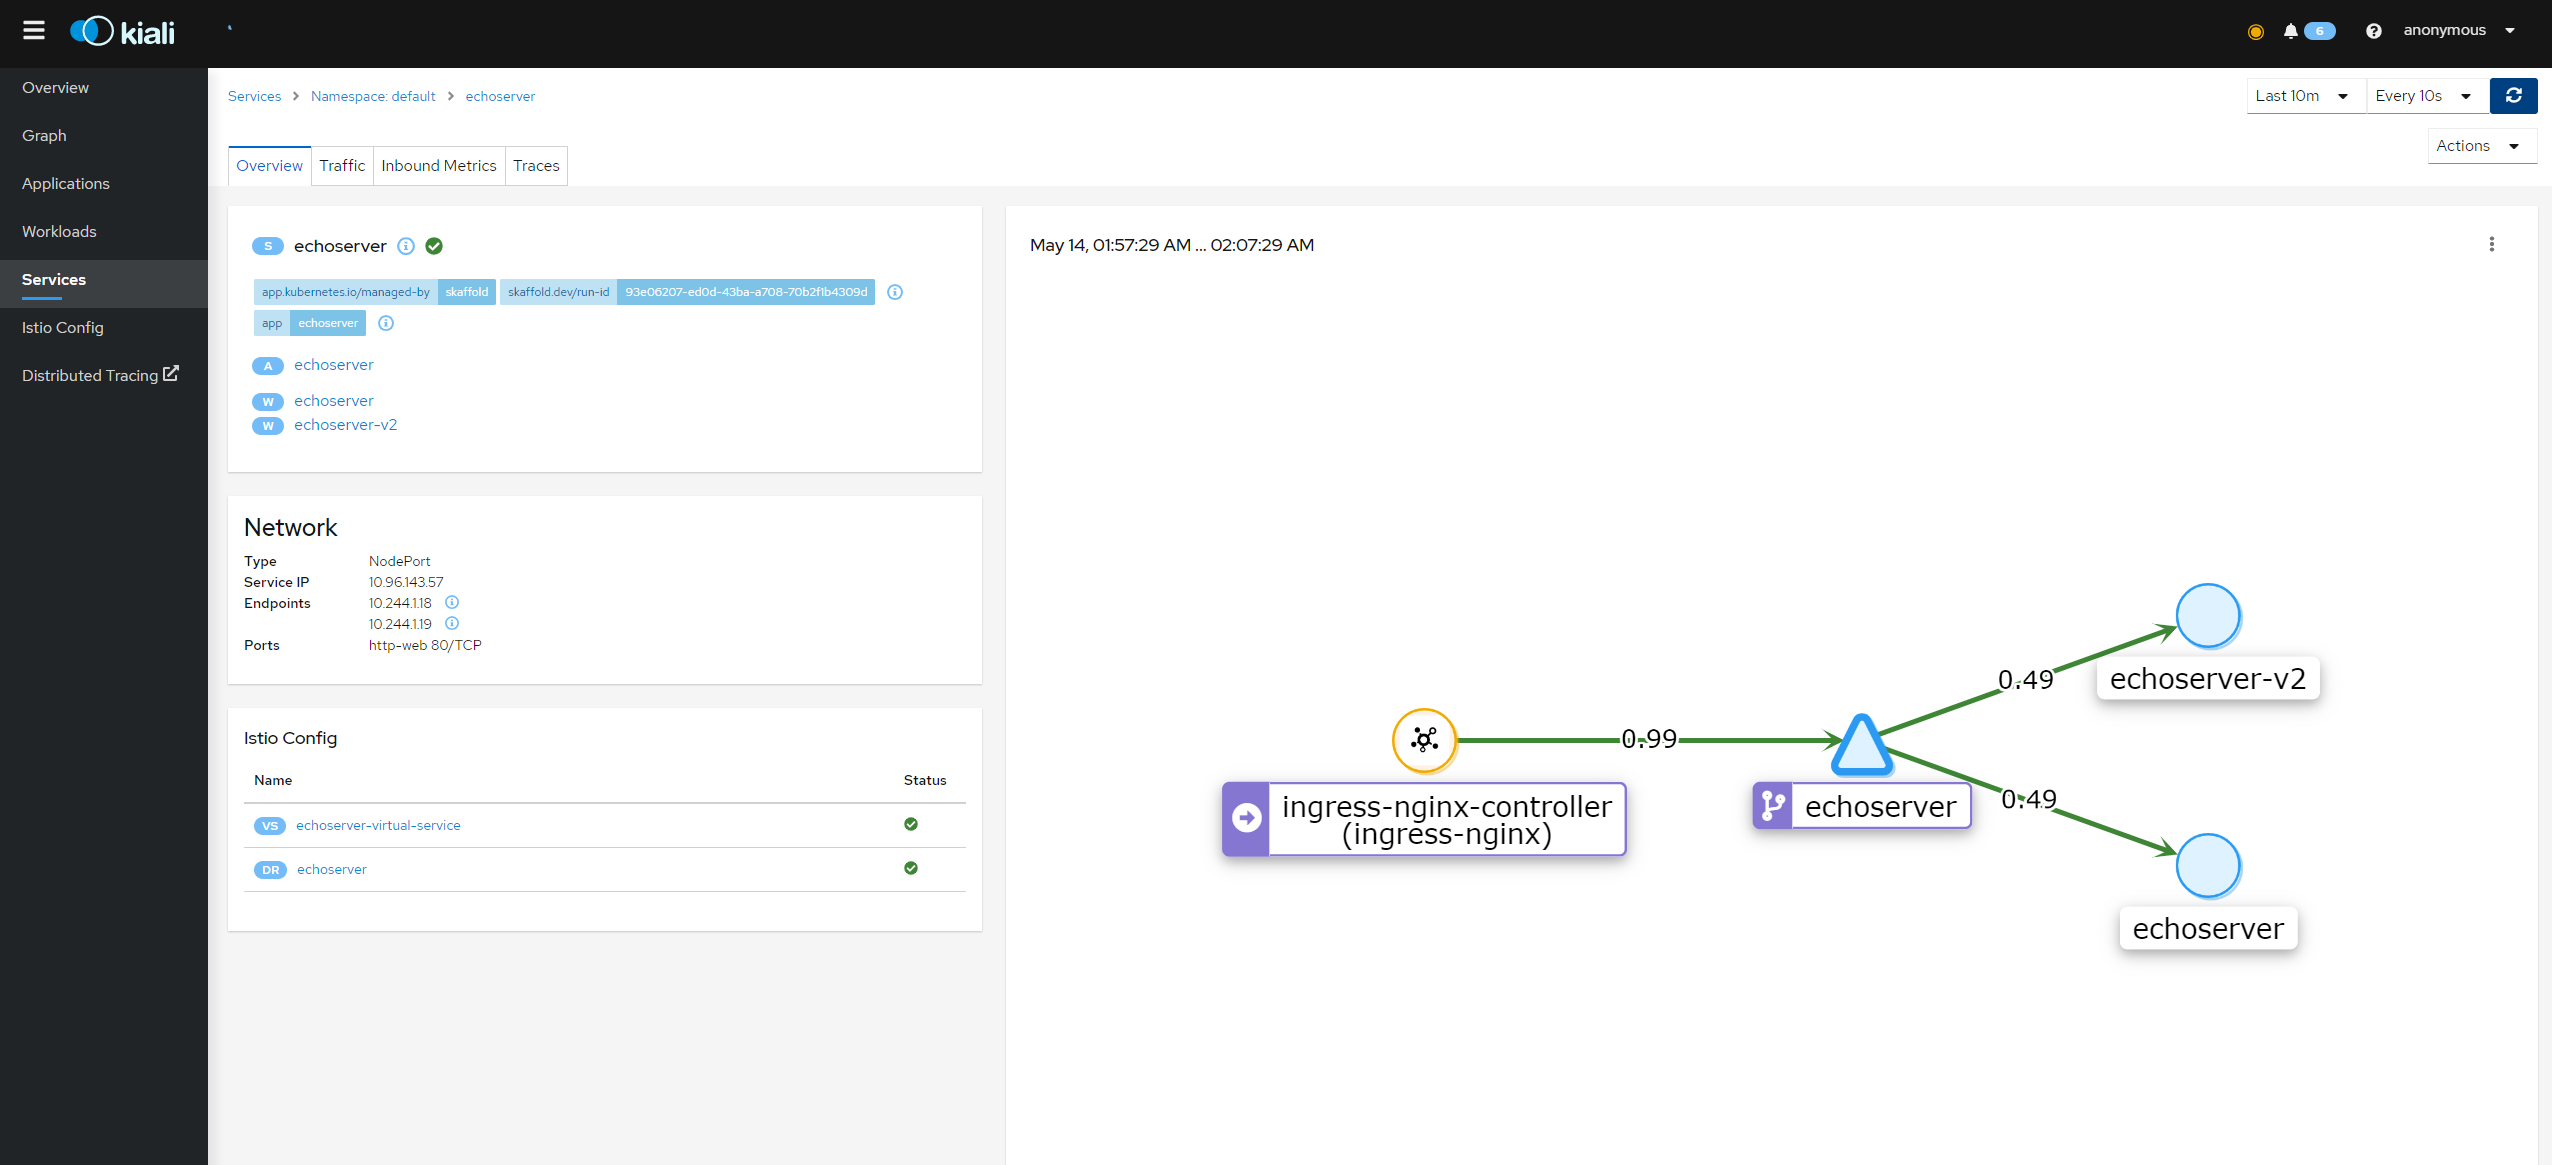 kiali
6
anonymous
Overview
Graph
Applications
Workloads
Services
Istio Config
Distributed Tracing
Services > Namespace: default > echoserver
Last 10m
Every 10s
Actions
Overview
Traffic
Inbound Metrics
Traces
S echoserver
app.kubernetes.io/managed-by skaffold
skaffold.dev/run-id 93e06207-ed0d-43ba-a708-70b2f1b4309d
app echoserver
A echoserver
W echoserver
W echoserver-v2
Network
Type NodePort
Service IP 10.96.143.57
Endpoints 10.244.1.18
10.244.1.19
Ports http-web 80/TCP
Istio Config
Name Status
VS echoserver-virtual-service
DR echoserver
May 14, 01:57:29 AM ... 02:07:29 AM
0.49
echoserver-v2
0.99
ingress-nginx-controller
(ingress-nginx)
echoserver
0.49
echoserver